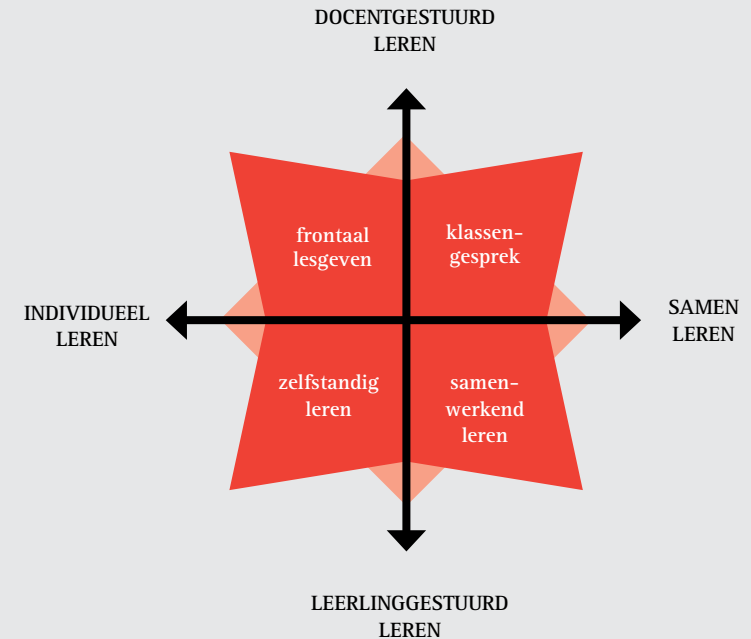 DOCENTGESTUURD
LEREN
frontaal
lesgeven
klassen-
gesprek
INDIVIDUEEL
LEREN
SAMEN
LEREN
zelfstandig
leren
samen-
werkend
leren
LEERLINGGESTUURD
LEREN